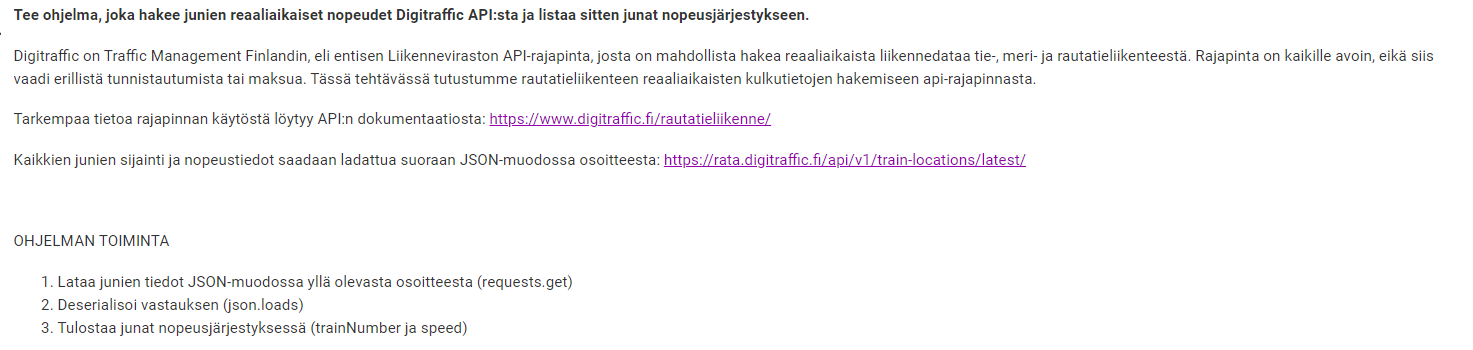 Tee ohjelma, joka hakee junien reaaliaikaiset nopeudet Digitraffic API:sta ja listaa sitten junat nopeusjärjestykseen.
Digitraffic on Traffic Management Finlandin, eli entisen Liikenneviraston API-rajapinta, josta on mahdollista hakea reaaliaikaista liikennedataa tie-, meri- ja rautatieliikenteestä. Rajapinta on kaikille avoin, eikä siis
vaadi erillistä tunnistautumista tai maksua. Tässä tehtävässä tutustumme rautatieliikenteen reaaliaikaisten kulkutietojen hakemiseen api-rajapinnasta.
Tarkempaa tietoa rajapinnan käytöstä löytyy API:n dokumentaatiosta: https://www.digitraffic.fi/rautatieliikenne/
Kaikkien junien sijainti ja nopeustiedot saadaan ladattua suoraan JSON-muodossa osoitteesta: https://rata.digitraffic.fi/api/v1/train-locations/latest/
OHJELMAN TOIMINTA
1. Lataa junien tiedot JSON-muodossa yllä olevasta osoitteesta (requests.get)
2. Deserialisoi vastauksen (json.loads)
3. Tulostaa junat nopeusjärjestyksessä (trainNumber ja speed)